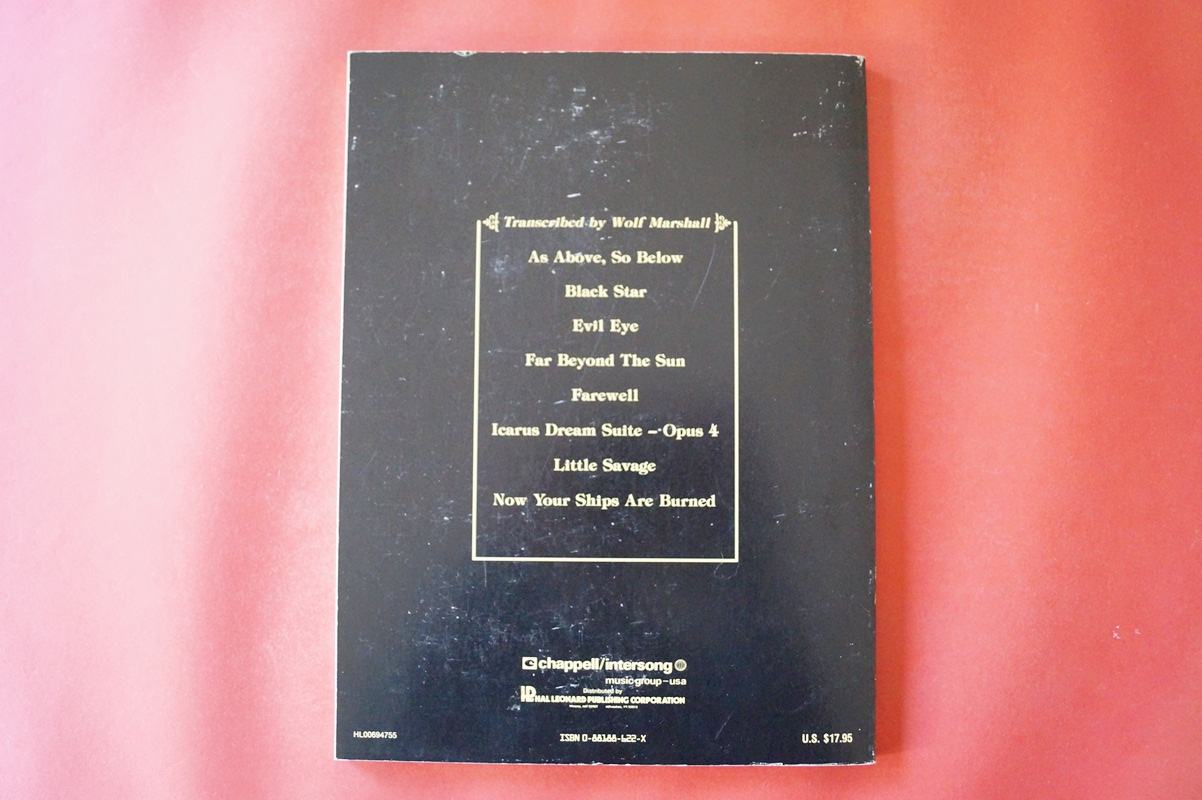 Transcribed by Wolf Marshall
As Above, So Below
Black Star
Evil Eye
Far Beyond The Sun
Farewell
Icarus Dream Suite – Opus 4
Little Savage
Now Your Ships Are Burned
chappell/intersong
music group – usa
Distributed by
HAL LEONARD PUBLISHING CORPORATION
HL00694755
ISBN 0-88188-622-X
U.S. $17.95